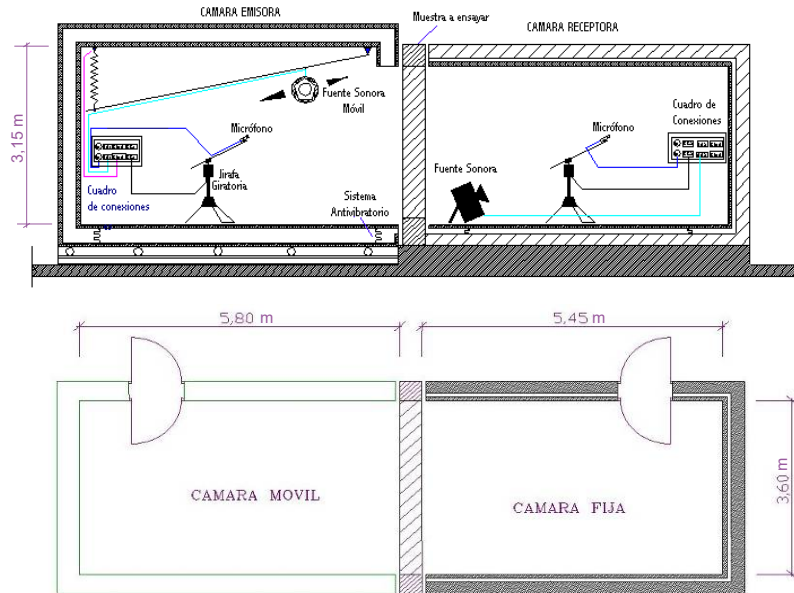 CAMARA EMISORA
Muestra a ensayar
CAMARA RECEPTORA
3,15 m
Fuente Sonora
Móvil
Micrófono
Jirafa
Giratoria
Cuadro
de conexiones
Sistema
Antivibratorio
Fuente Sonora
Micrófono
Cuadro de
Conexiones
5,80 m
5,45 m
CAMARA MOVIL
CAMARA FIJA
3,60 m